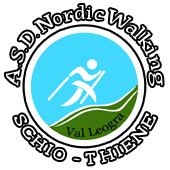 A.S.D. Nordic Walking
Val Leogra
SCHIO - THIENE